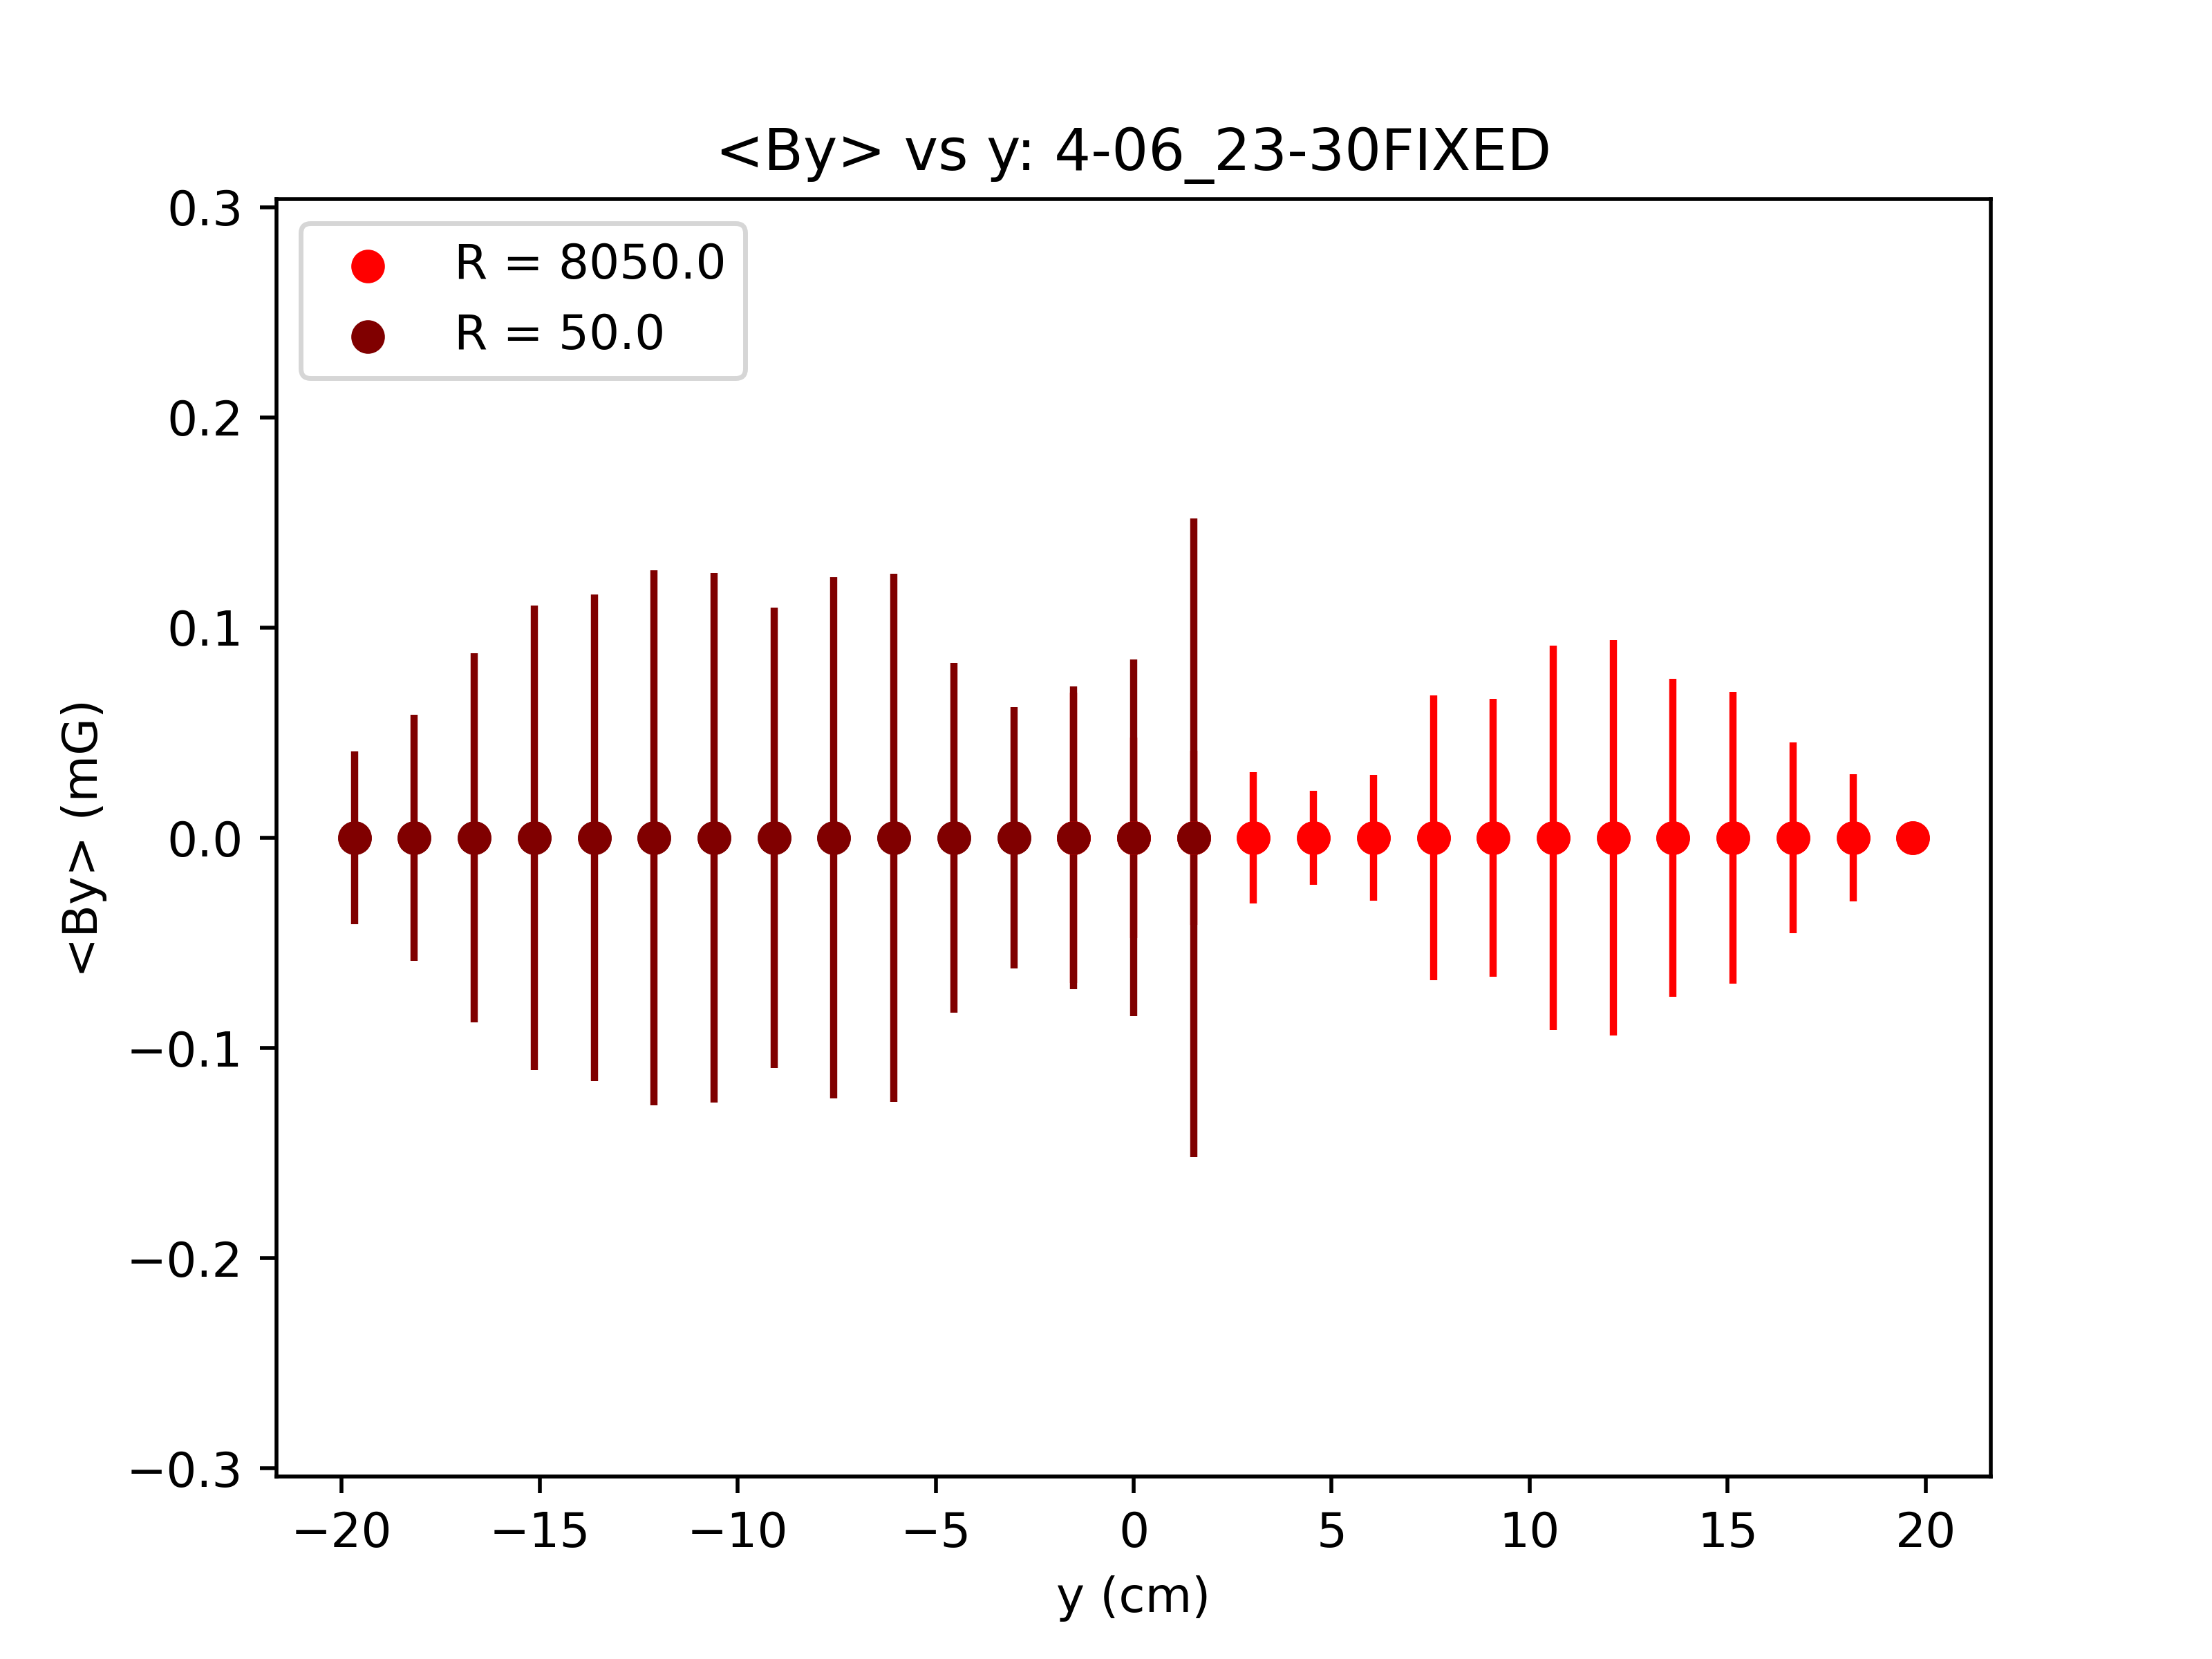 <By> vs y: 4-06_23-30FIXED
R = 8050.0
R = 50.0
0.3
0.2
0.1
0.0
−0.1
−0.2
−0.3
<By> (mG)
−20 −15 −10 −5 0 5 10 15 20
y (cm)